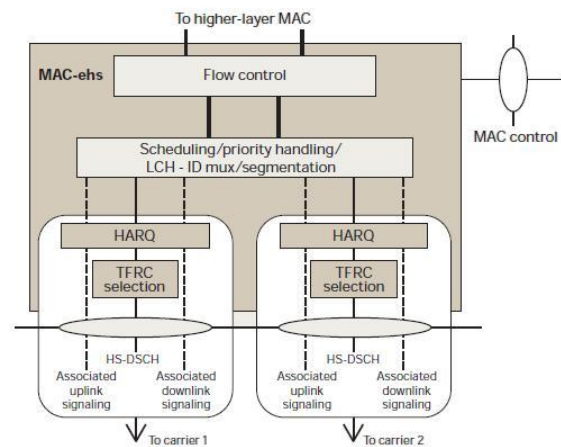 To higher-layer MAC
MAC-ehs
Flow control
MAC control
Scheduling/priority handling/
LCH - ID mux/segmentation
HARQ
HARQ
TFRC
selection
TFRC
selection
HS-DSCH
HS-DSCH
Associated
uplink
signaling
Associated
downlink
signaling
Associated
uplink
signaling
Associated
downlink
signaling
To carrier 1
To carrier 2